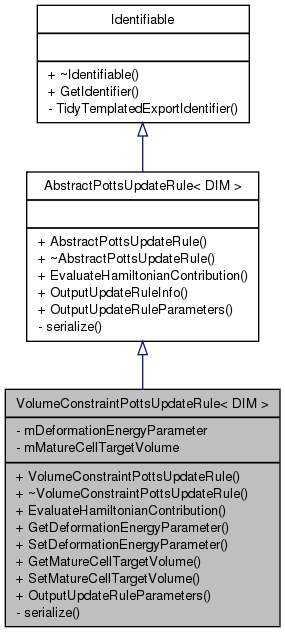 Identifiable
+ ~Identifiable()
+ GetIdentifier()
- TidyTemplatedExportIdentifier()
AbstractPottsUpdateRule< DIM >
+ AbstractPottsUpdateRule()
+ ~AbstractPottsUpdateRule()
+ EvaluateHamiltonianContribution()
+ OutputUpdateRuleInfo()
+ OutputUpdateRuleParameters()
- serialize()
VolumeConstraintPottsUpdateRule< DIM >
- mDeformationEnergyParameter
- mMatureCellTargetVolume
+ VolumeConstraintPottsUpdateRule()
+ ~VolumeConstraintPottsUpdateRule()
+ EvaluateHamiltonianContribution()
+ GetDeformationEnergyParameter()
+ SetDeformationEnergyParameter()
+ GetMatureCellTargetVolume()
+ SetMatureCellTargetVolume()
+ OutputUpdateRuleParameters()
- serialize()